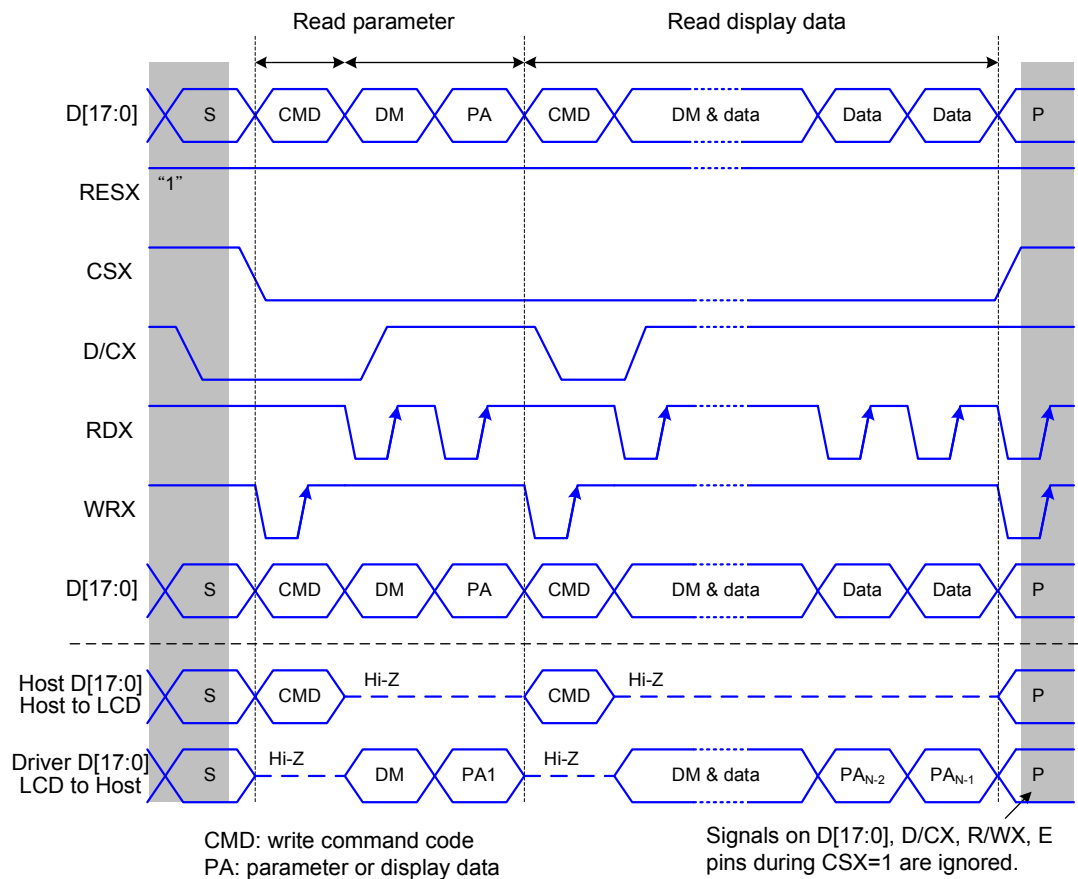 Read parameter
Read display data
D[17:0]
S
CMD
DM
PA
CMD
DM & data
Data
Data
P
RESX
“1”
CSX
D/CX
RDX
WRX
D[17:0]
S
CMD
DM
PA
CMD
DM & data
Data
Data
P
Host D[17:0]
Host to LCD
S
CMD
Hi-Z
CMD
Hi-Z
P
Driver D[17:0]
LCD to Host
S
Hi-Z
DM
PA1
Hi-Z
DM & data
PAN-2
PAN-1
P
CMD: write command code
PA: parameter or display data
Signals on D[17:0], D/CX, R/WX, E
pins during CSX=1 are ignored.